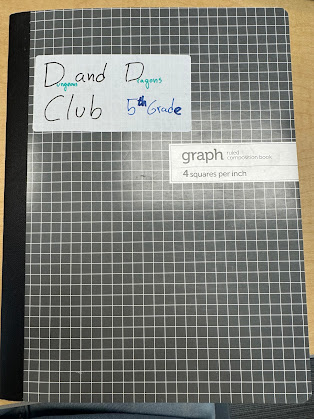 Dungeons and Dragons
Club 5th Grade
graph ruled
composition book
4 squares per inch